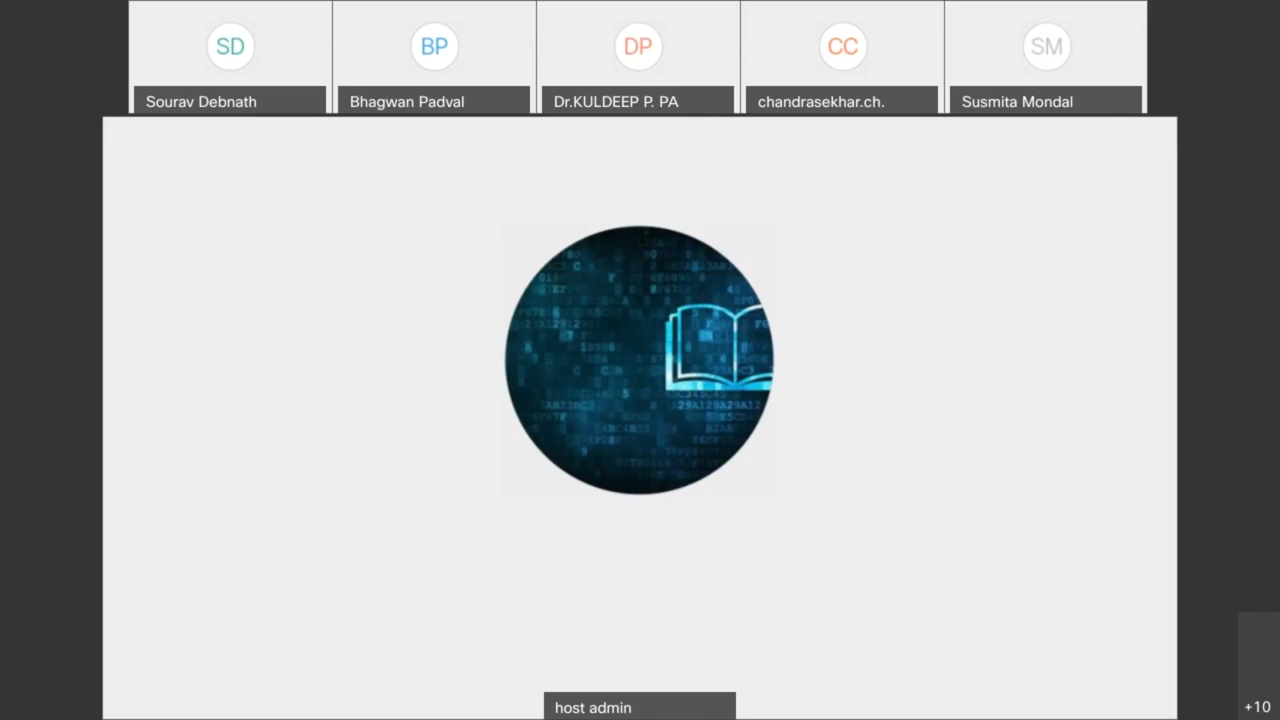 SD
BP
DP
CC
SM
Sourav Debnath
Bhagwan Padval
Dr.KULDEEP P. PA
chandrasekhar.ch.
Susmita Mondal
host admin
+10